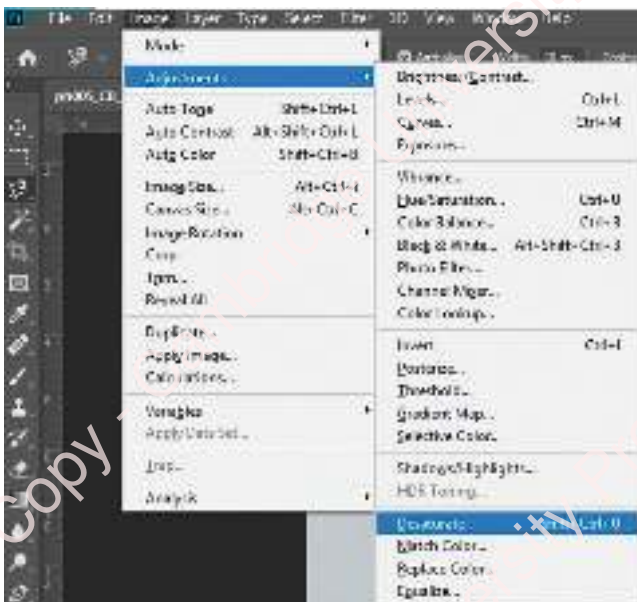 File Edit Image Layer Type Select Filter 3D View Window Help
Mode
Adjustments
Auto Tone Shift+Ctrl+L
Auto Contrast Alt+Shift+Ctrl+L
Auto Color Shift+Ctrl+B
Image Size... Alt+Ctrl+I
Canvas Size... Alt+Ctrl+C
Image Rotation
Crop
Trim...
Reveal All
Duplicate...
Apply Image...
Calculations...
Variables
Apply Data Set...
Trap...
Analysis
Brightness/Contrast...
Levels... Ctrl+L
Curves... Ctrl+M
Exposure...
Vibrance...
Hue/Saturation... Ctrl+U
Color Balance... Ctrl+B
Black & White... Alt+Shift+Ctrl+B
Photo Filter...
Channel Mixer...
Color Lookup...
Invert Ctrl+I
Posterize...
Threshold...
Gradient Map...
Selective Color...
Shadows/Highlights...
HDR Toning...
Desaturate Shift+Ctrl+U
Match Color...
Replace Color...
Equalize...
Copy